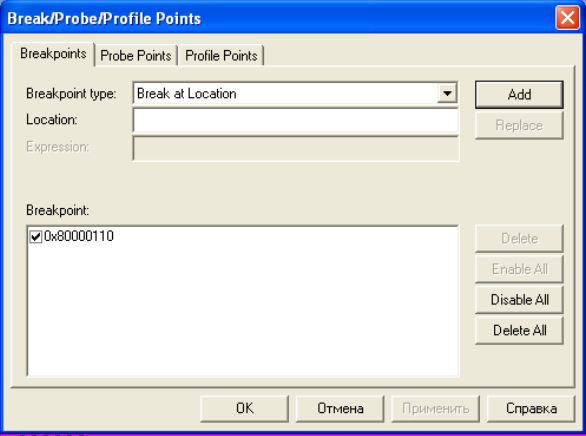 Break/Probe/Profile Points
Breakpoints Probe Points Profile Points
Breakpoint type: Break at Location Add
Location: Replace
Expression:
Breakpoint:
0x80000110 Delete
Enable All
Disable All
Delete All
OK Отмена Применить Справка